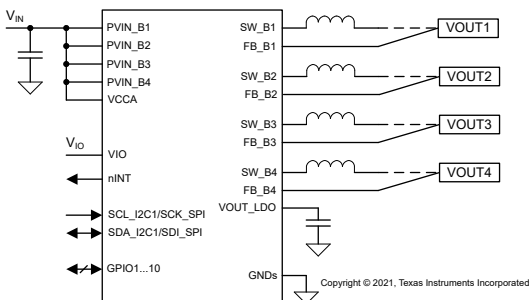 VIN
PVIN_B1
PVIN_B2
PVIN_B3
PVIN_B4
VCCA
VIO
VIO
nINT
SCL_I2C1/SCK_SPI
SDA_I2C1/SDI_SPI
GPIO1...10
SW_B1
FB_B1
VOUT1
SW_B2
FB_B2
VOUT2
SW_B3
FB_B3
VOUT3
SW_B4
FB_B4
VOUT4
VOUT_LDO
GNDs
Copyright © 2021, Texas Instruments Incorporated